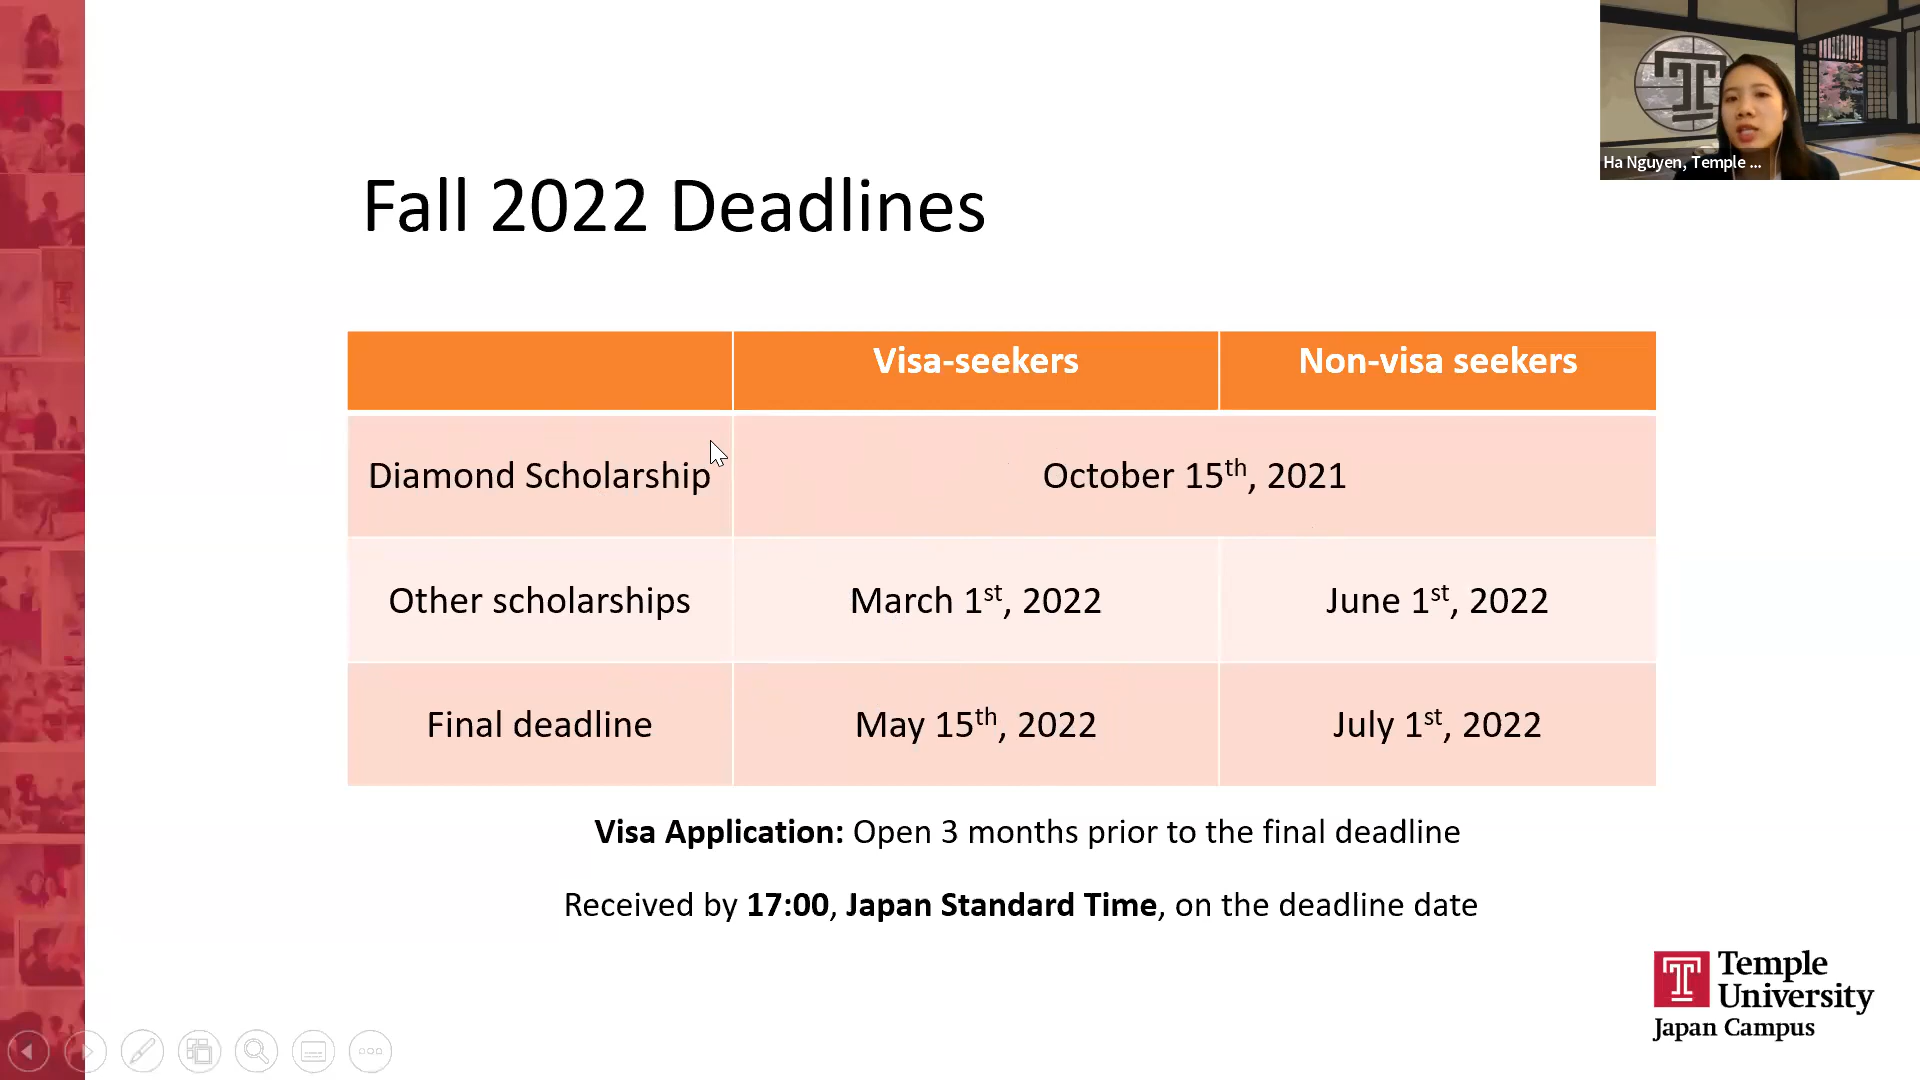 Ha Nguyen, Temple ...
Fall 2022 Deadlines
Visa-seekers
Non-visa seekers
Diamond Scholarship
October 15th, 2021
Other scholarships
March 1st, 2022
June 1st, 2022
Final deadline
May 15th, 2022
July 1st, 2022
Visa Application: Open 3 months prior to the final deadline
Received by 17:00, Japan Standard Time, on the deadline date
Temple
University
Japan Campus